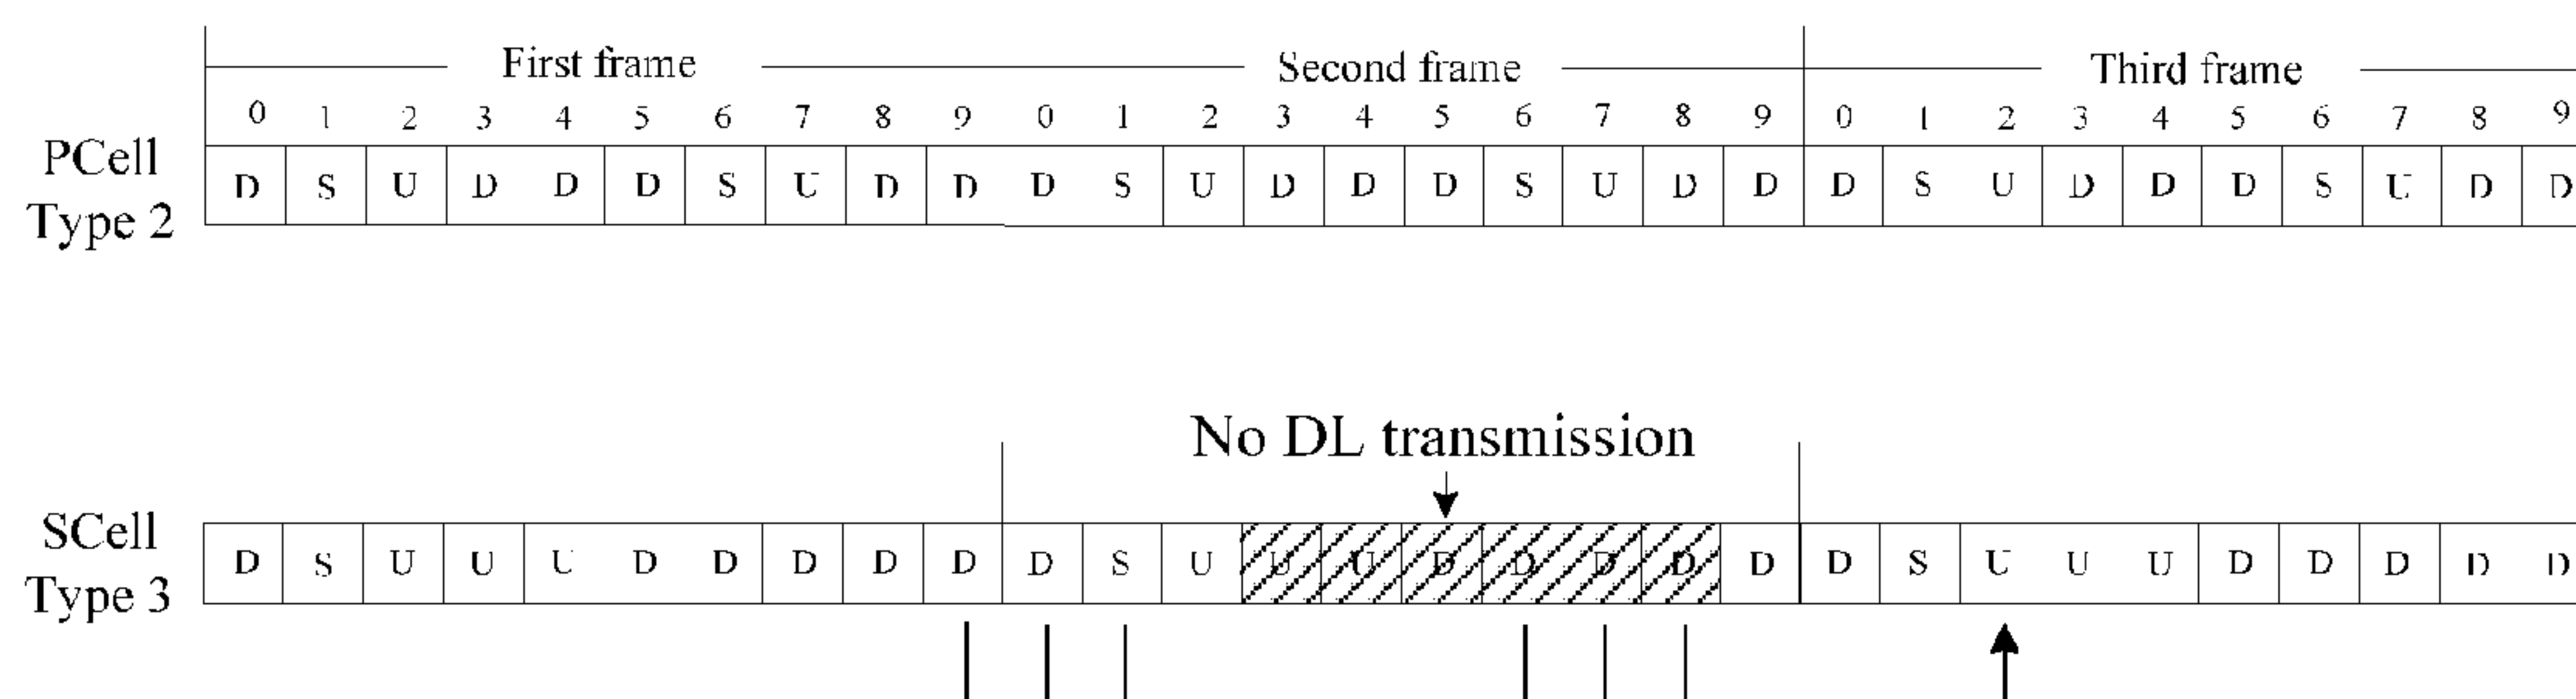 First frame Second frame Third frame
0 1 2 3 4 5 6 7 8 9 0 1 2 3 4 5 6 7 8 9 0 1 2 3 4 5 6 7 8 9
PCell
Type 2
D S U D D D S U D D D S U D D D S U D D D S U D D D S U D D
No DL transmission
SCell
Type 3
D S U U U D D D D D D S U U U D D D D D D S U U U D D D D D